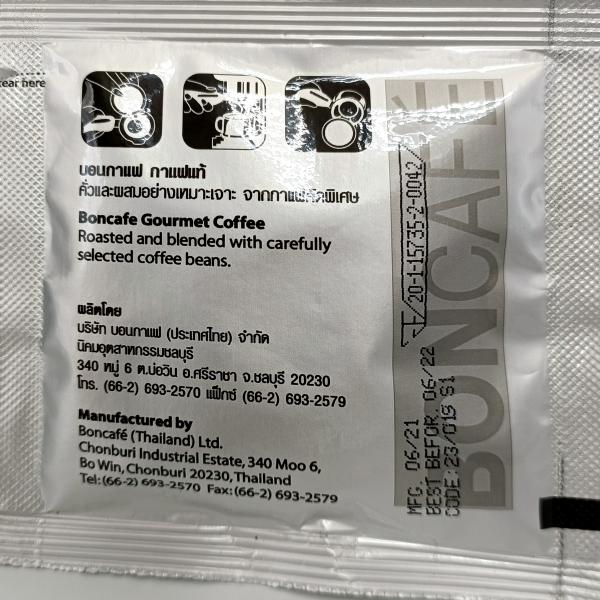 tear here
บอนกาแฟ กาแฟแท้
คั่วและผสมอย่างเหมาะเจาะ จากกาแฟคัดพิเศษ
Boncafe Gourmet Coffee
Roasted and blended with carefully
selected coffee beans.
ผลิตโดย
บริษัท บอนกาแฟ (ประเทศไทย) จำกัด
นิคมอุตสาหกรรมชลบุรี
340 หมู่ 6 ต.บ่อวิน อ.ศรีราชา จ.ชลบุรี 20230
โทร. (66-2) 693-2570 แฟ็กซ์ (66-2) 693-2579
Manufactured by
Boncafé (Thailand) Ltd.
Chonburi Industrial Estate, 340 Moo 6,
Bo Win, Chonburi 20230, Thailand
Tel: (66-2) 693-2570 Fax: (66-2) 693-2579
20-1-15735-2-0042
MFG. 06/21
BEST BEFOR. 06/22
CODE:23/019 S1
BONCAFÉ